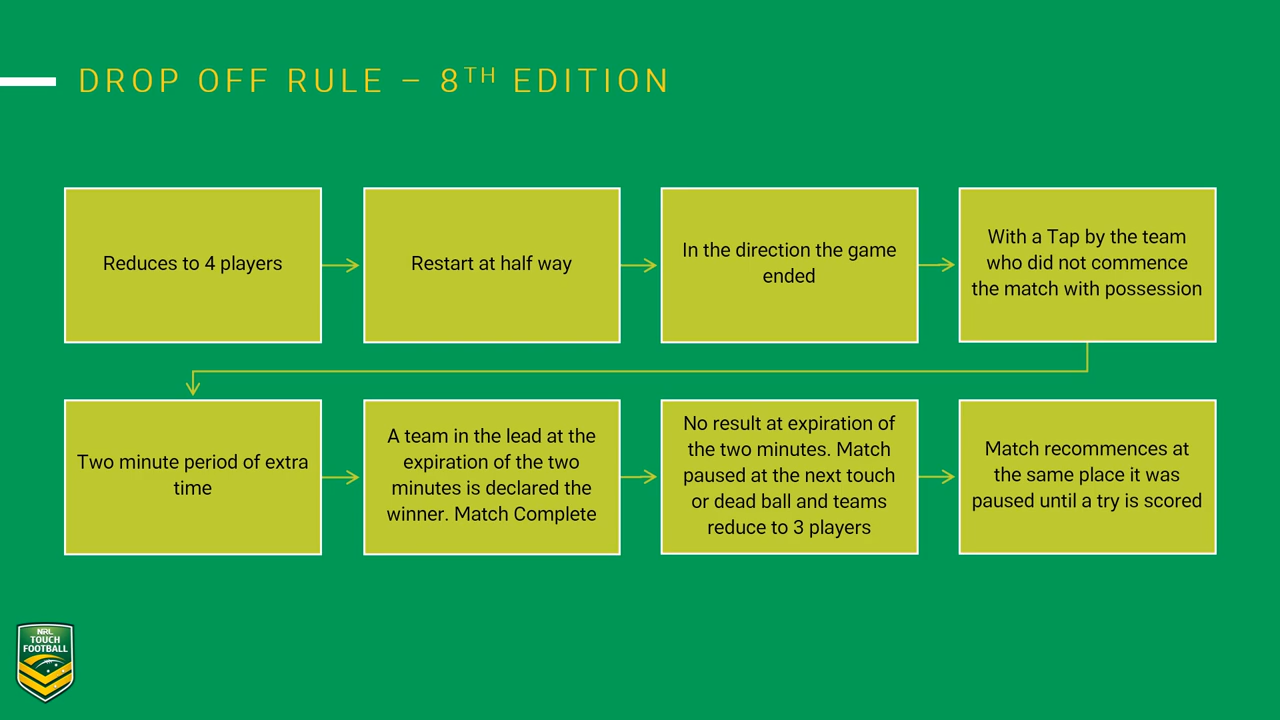 DROP OFF RULE – 8TH EDITION
Reduces to 4 players
Restart at half way
In the direction the game
ended
With a Tap by the team
who did not commence
the match with possession
Two minute period of extra
time
A team in the lead at the
expiration of the two
minutes is declared the
winner. Match Complete
No result at expiration of
the two minutes. Match
paused at the next touch
or dead ball and teams
reduce to 3 players
Match recommences at
the same place it was
paused until a try is scored
NRL
TOUCH
FOOTBALL